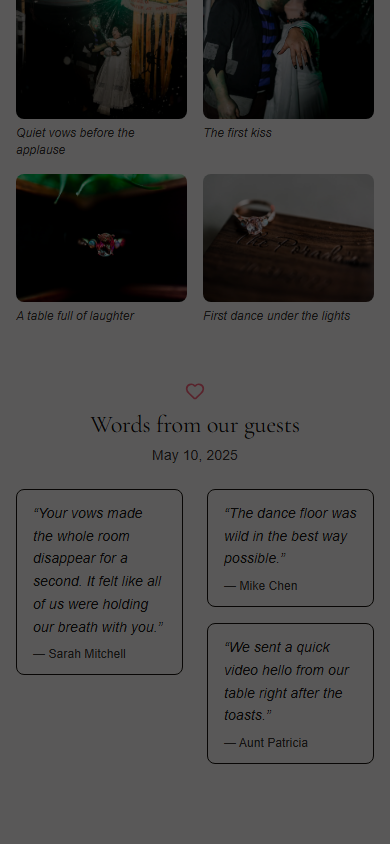 Quiet vows before the
applause
The first kiss
A table full of laughter
First dance under the lights
Words from our guests
May 10, 2025
“Your vows made
the whole room
disappear for a
second. It felt like all
of us were holding
our breath with you.”
— Sarah Mitchell
“The dance floor was
wild in the best way
possible.”
— Mike Chen
“We sent a quick
video hello from our
table right after the
toasts.”
— Aunt Patricia